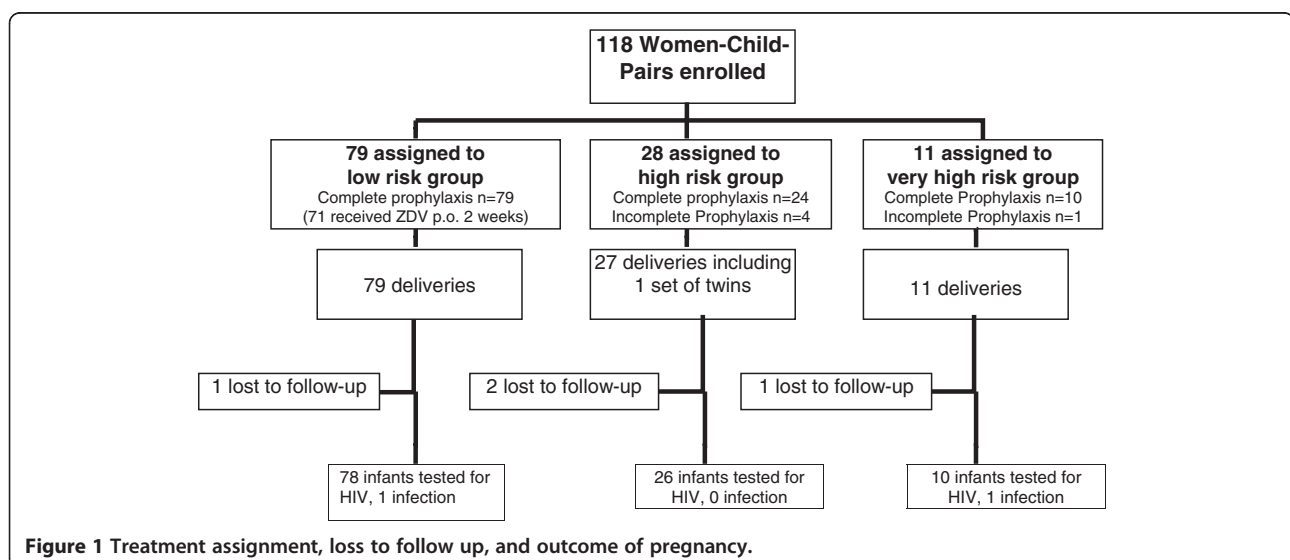 118 Women-Child-
Pairs enrolled
79 assigned to
low risk group
Complete prophylaxis n=79
(71 received ZDV p.o. 2 weeks)
28 assigned to
high risk group
Complete prophylaxis n=24
Incomplete Prophylaxis n=4
11 assigned to
very high risk group
Complete Prophylaxis n=10
Incomplete Prophylaxis n=1
79 deliveries
27 deliveries including
1 set of twins
11 deliveries
1 lost to follow-up
2 lost to follow-up
1 lost to follow-up
78 infants tested for
HIV, 1 infection
26 infants tested for
HIV, 0 infection
10 infants tested for
HIV, 1 infection
Figure 1 Treatment assignment, loss to follow up, and outcome of pregnancy.